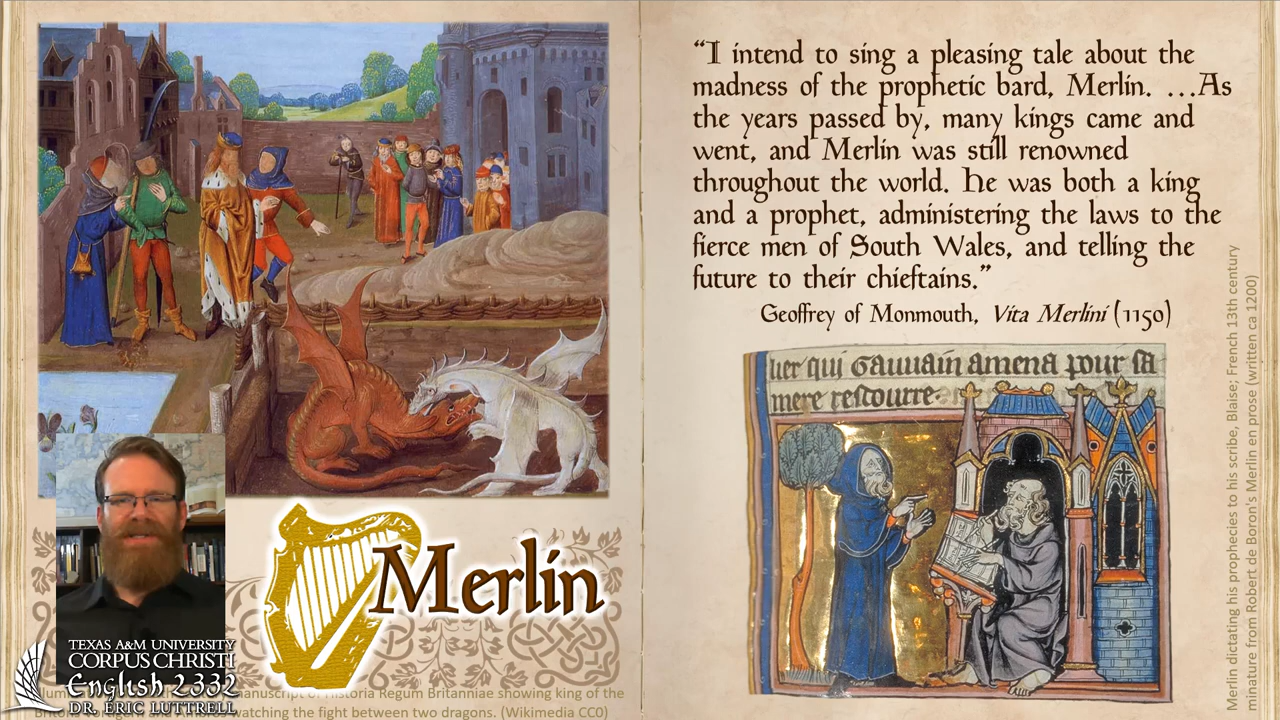 “I intend to sing a pleasing tale about the
madness of the prophetic bard, Merlin. …As
the years passed by, many kings came and
went, and Merlin was still renowned
throughout the world. He was both a king
and a prophet, administering the laws to the
fierce men of South Wales, and telling the
future to their chieftains.”
Geoffrey of Monmouth, Vita Merlini (1150)
uer qui Gauuain amena pour sa
mere rescourre
Merlin dictating his prophecies to his scribe, Blaise; French 13th century
minature from Robert de Boron's Merlin en prose (written ca 1200)
Merlin
TEXAS A&M UNIVERSITY
CORPUS CHRISTI
English 2332
DR. ERIC LUTTRELL
Historia Regum Britanniae showing king of the
watching the fight between two dragons. (Wikimedia CC0)